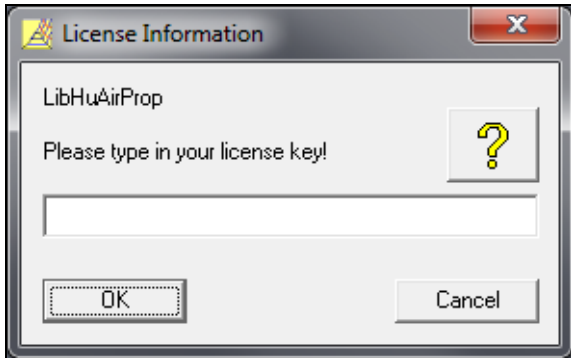 License Information
LibHuAirProp
Please type in your license key!
?
OK
Cancel